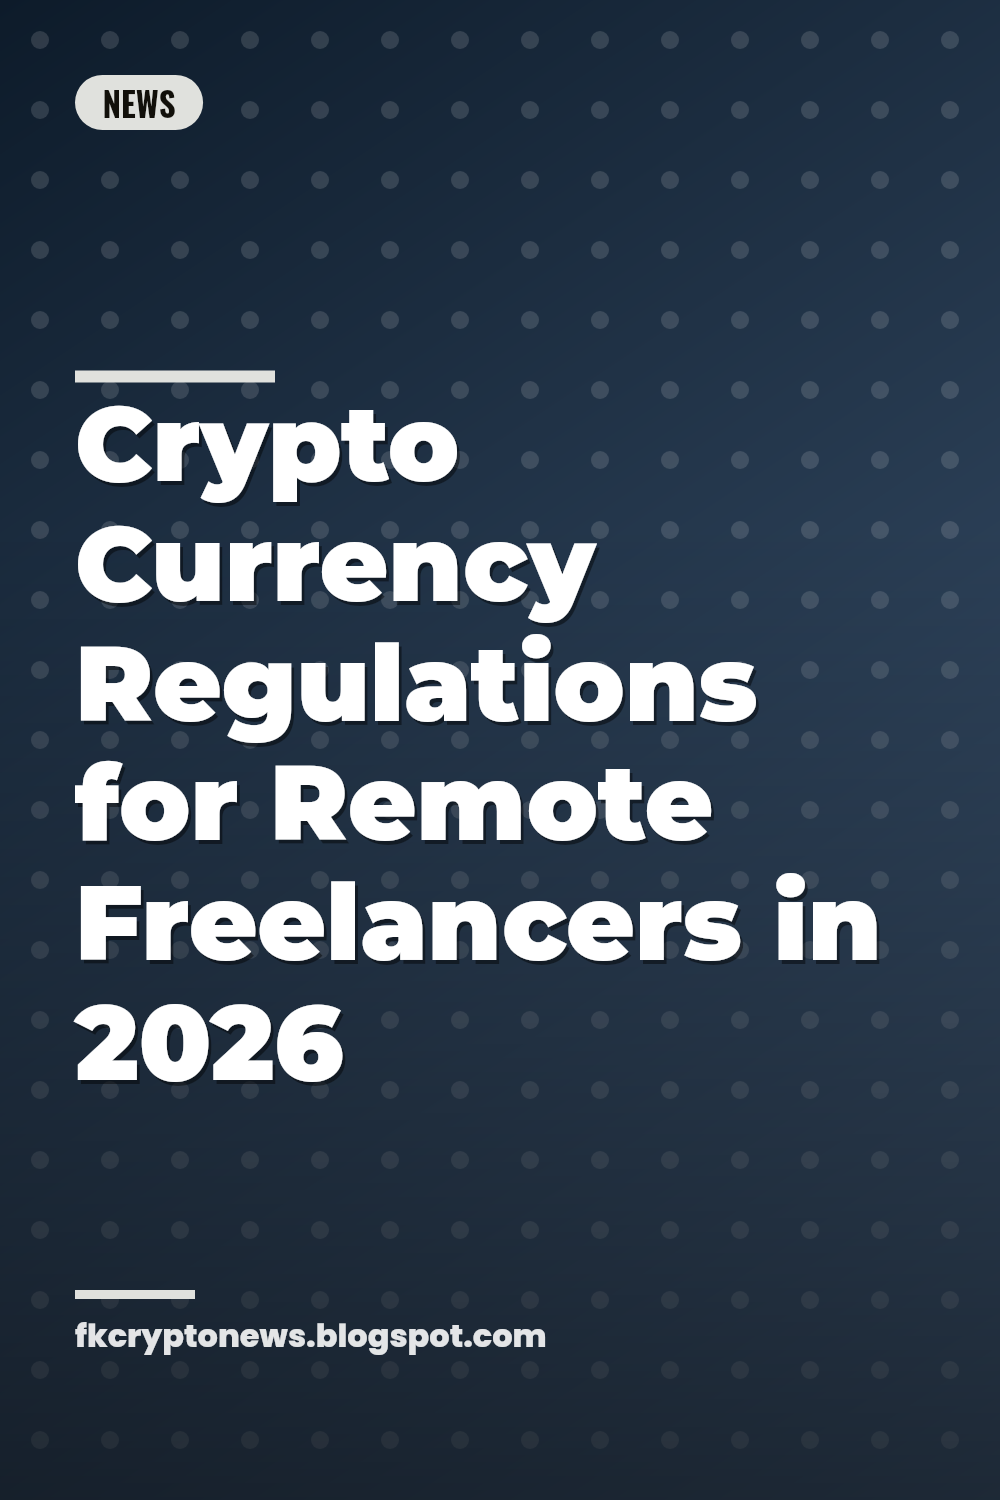 NEWS
Crypto
Currency
Regulations
for Remote
Freelancers in
2026
fkcryptonews.blogspot.com